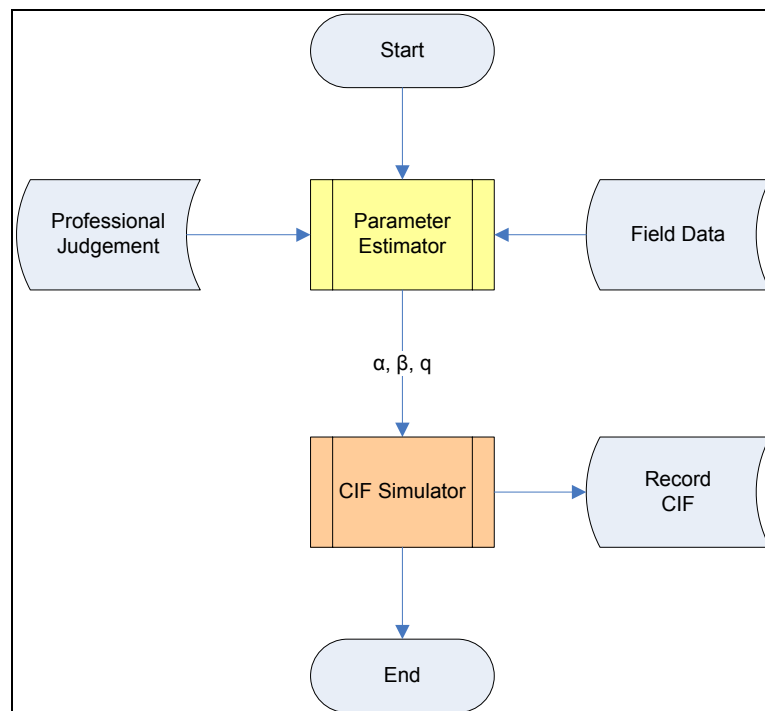 Start
Professional
Judgement
Parameter
Estimator
Field Data
α, β, q
CIF Simulator
Record
CIF
End